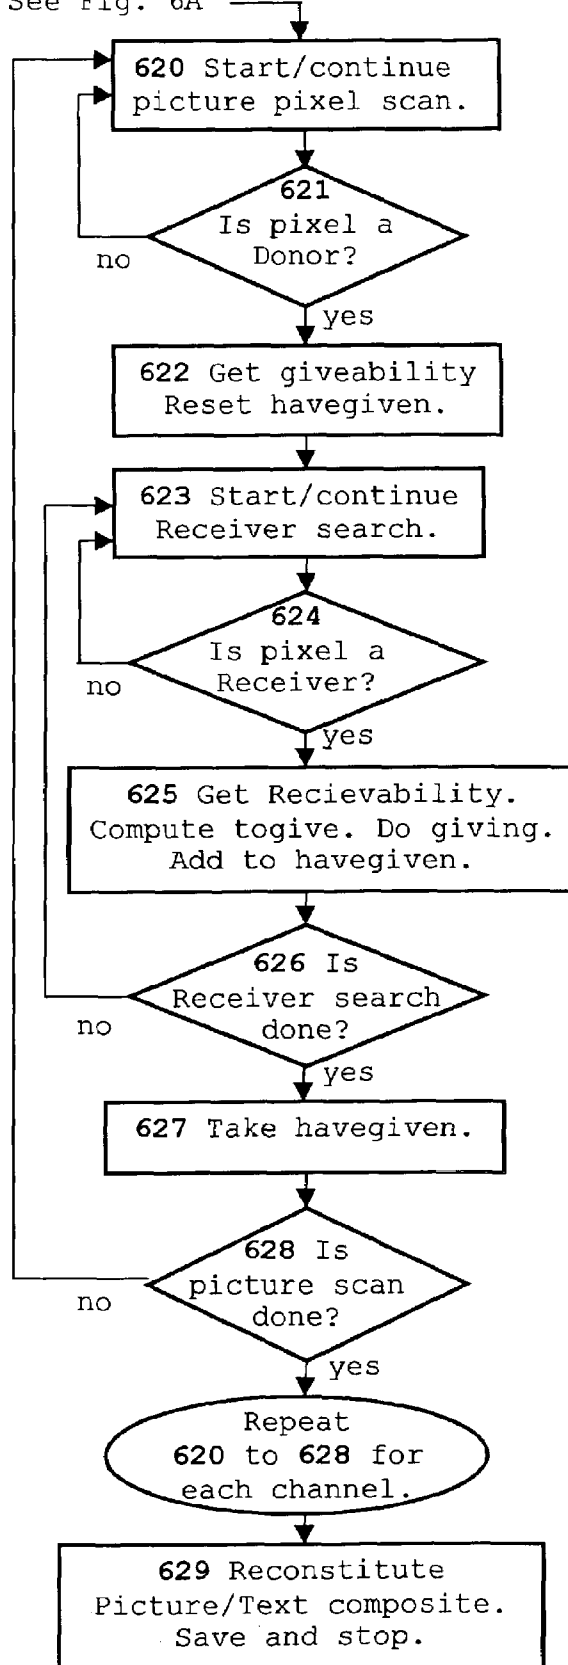 See Fig. 6A
620 Start/continue
picture pixel scan.
621
Is pixel a
Donor?
no
yes
622 Get giveability
Reset havegiven.
623 Start/continue
Receiver search.
624
Is pixel a
Receiver?
no
yes
625 Get Recievability.
Compute togive. Do giving.
Add to havegiven.
626 Is
Receiver search
done?
no
yes
627 Take havegiven.
628 Is
picture scan
done?
no
yes
Repeat
620 to 628 for
each channel.
629 Reconstitute
Picture/Text composite.
Save and stop.